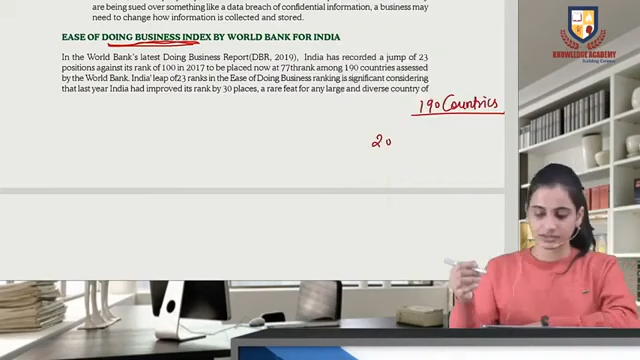 are being sued over something like a data breach of confidential information, a business may
need to change how information is collected and stored.
KNOWLEDGE ACADEMY
EASE OF DOING BUSINESS INDEX BY WORLD BANK FOR INDIA
In the World Bank's latest Doing Business Report(DBR, 2019), India has recorded a jump of 23
positions against its rank of 100 in 2017 to be placed now at 77thrank among 190 countries assessed
by the World Bank. India' leap of 23 ranks in the Ease of Doing Business ranking is significant considering
that last year India had improved its rank by 30 places, a rare feat for any large and diverse country of
190 Countries
20